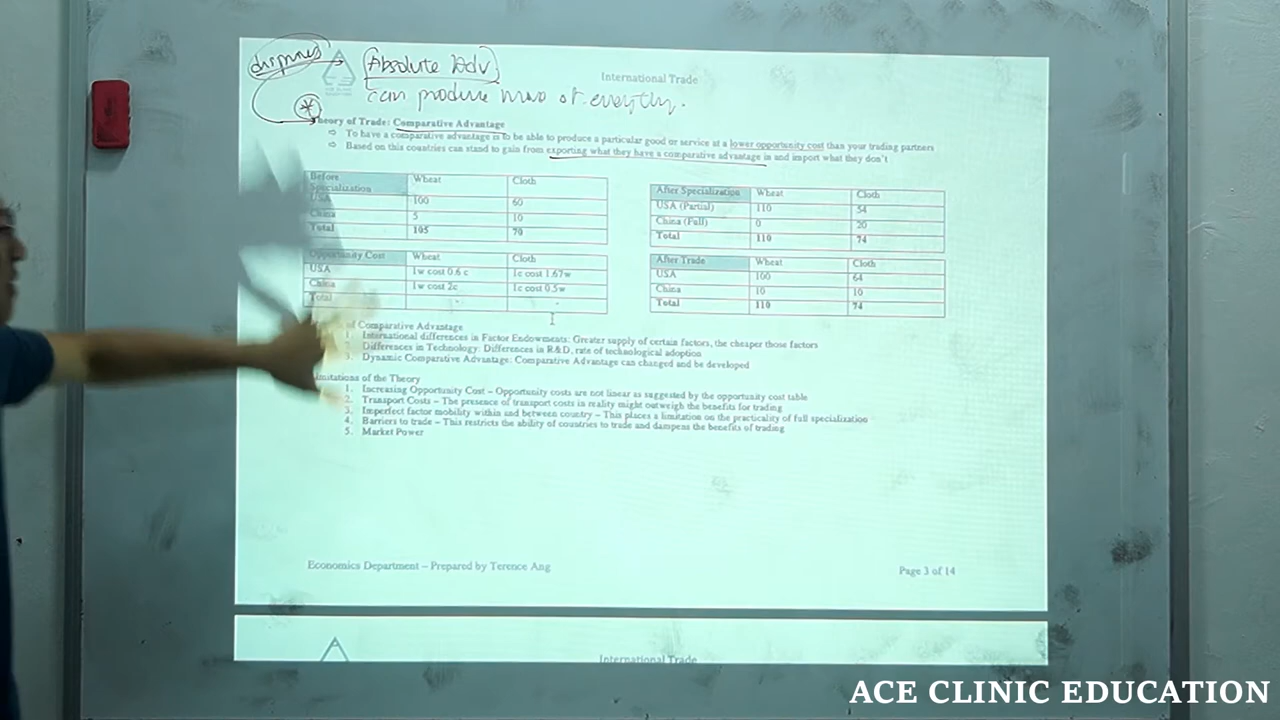 Absolute Adv
International Trade
can produce more of
Theory of Trade: Comparative Advantage
⇨ To have a comparative advantage is to be able to produce a particular good or service at a lower opportunity cost than your trading partners
⇨ Based on this countries can stand to gain from exporting what they have a comparative advantage in and import what they don't
Before Specialization Wheat Cloth
USA 100 60
China 5 10
Total 105 70
After Specialization Wheat Cloth
USA (Partial) 110 54
China (Full) 0 20
Total 110 74
Opportunity Cost Wheat Cloth
USA 1w cost 0.6 c 1c cost 1.67w
China 1w cost 2c 1c cost 0.5w
Total
After Trade Wheat Cloth
USA 100 64
China 10 10
Total 110 74
of Comparative Advantage
1. International differences in Factor Endowments: Greater supply of certain factors, the cheaper those factors
Differences in Technology: Differences in R&D, rate of technological adoption
3. Dynamic Comparative Advantage: Comparative Advantage can changed and be developed
Limitations of the Theory
1. Increasing Opportunity Cost – Opportunity costs are not linear as suggested by the opportunity cost table
2. Transport Costs – The presence of transport costs in reality might outweigh the benefits for trading
3. Imperfect factor mobility within and between country – This places a limitation on the practicality of full specialization
4. Barriers to trade – This restricts the ability of countries to trade and dampens the benefits of trading
5. Market Power
Economics Department – Prepared by Terence Ang
Page 3 of 14
International Trade
ACE CLINIC EDUCATION